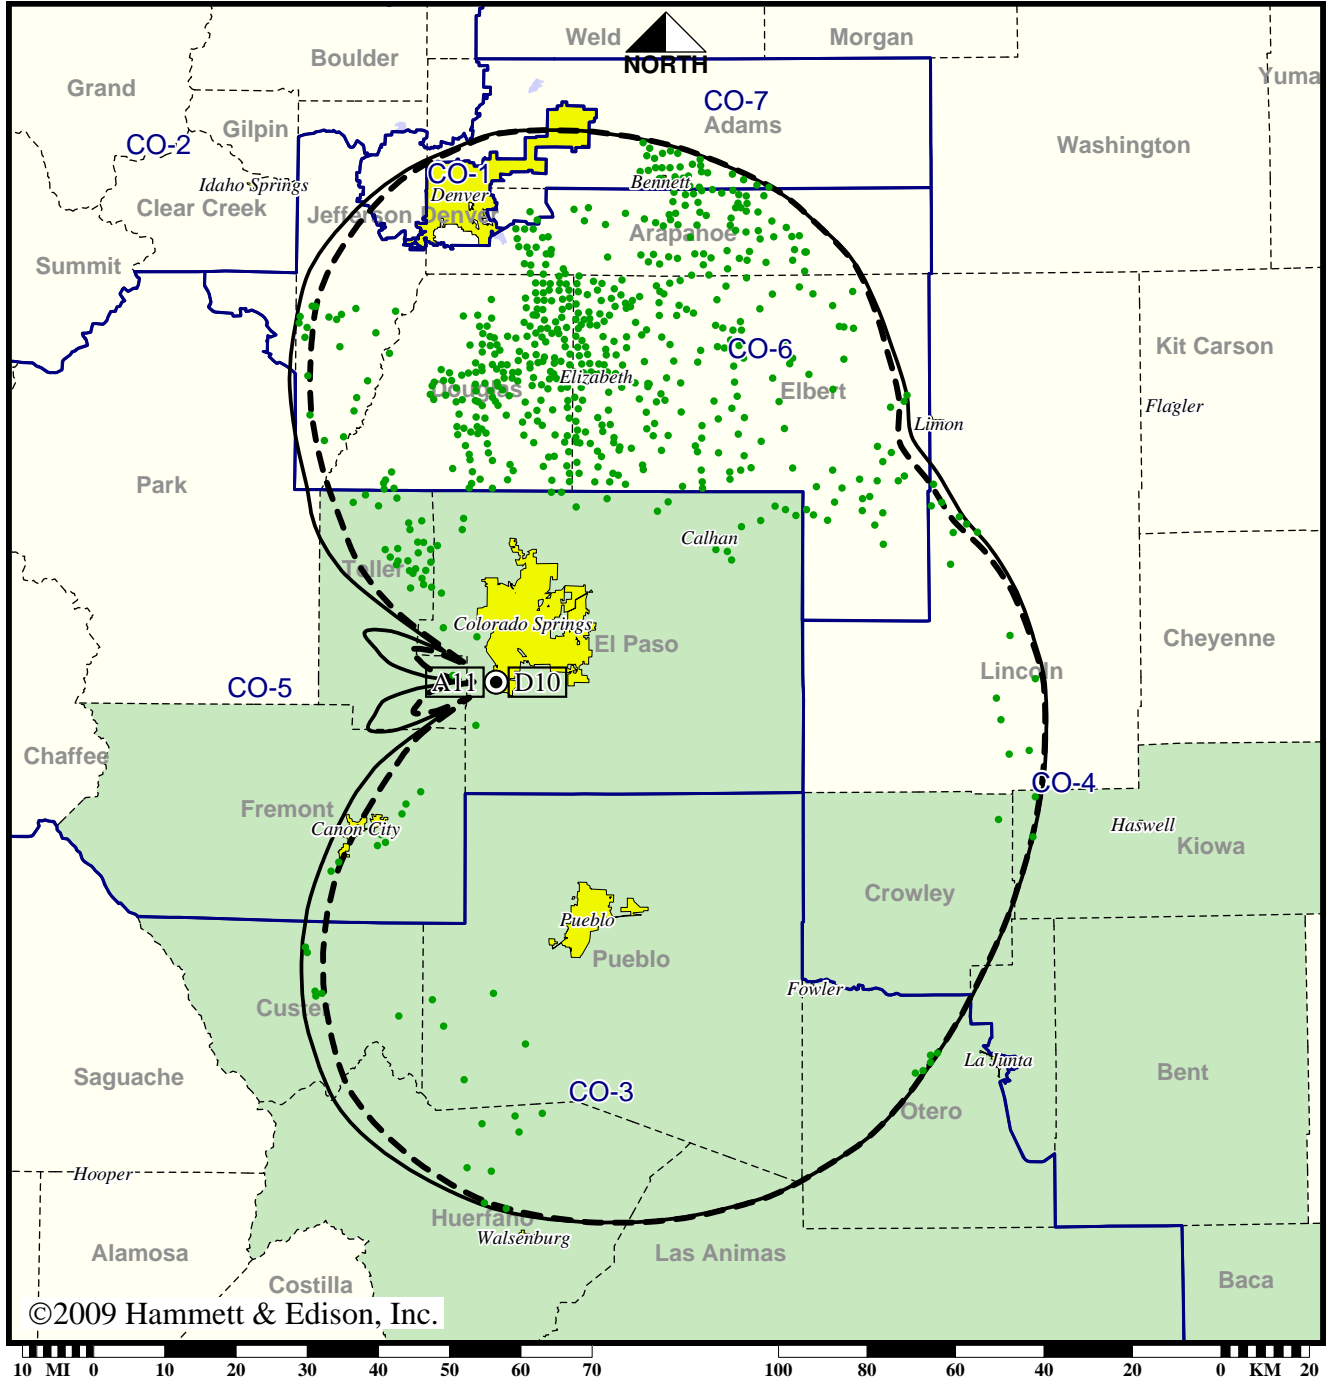 Weld
Morgan
Boulder
NORTH
Yuma
Grand
CO-7
Adams
Gilpin
CO-2
Washington
CO-1
Idaho Springs
Bennett
Denver
Clear Creek
Jefferson
Denver
Arapahoe
Summit
CO-6
Kit Carson
Elizabeth
Douglas
Elbert
Flagler
Limon
Park
Calhan
Teller
Colorado Springs
El Paso
Cheyenne
Lincoln
CO-5
A11
D10
Chaffee
CO-4
Fremont
Canon City
Haswell
Kiowa
Crowley
Pueblo
Pueblo
Fowler
Custer
La Junta
Saguache
Bent
CO-3
Otero
Hooper
Huerfano
Walsenburg
Alamosa
Las Animas
Costilla
Baca
©2009 Hammett & Edison, Inc.
10 MI 0 10 20 30 40 50 60 70 100 80 60 40 20 0 KM 20